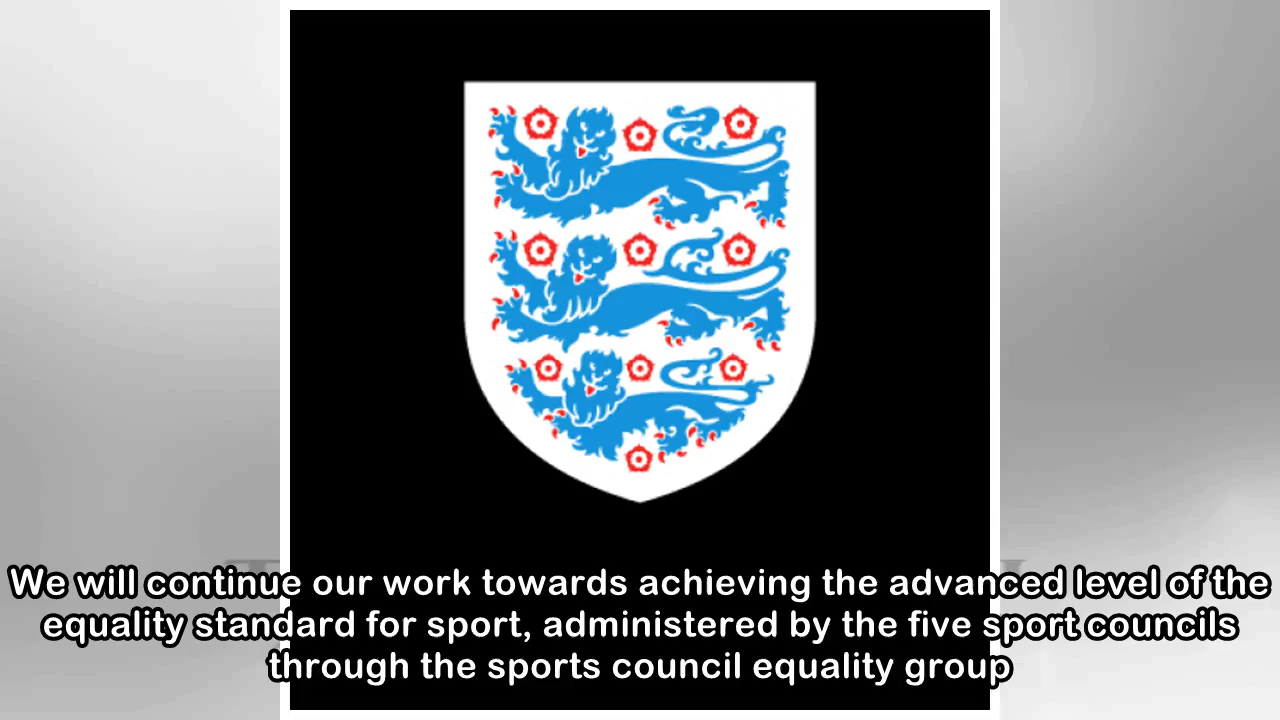 We will continue our work towards achieving the advanced level of the
equality standard for sport, administered by the five sport councils
through the sports council equality group